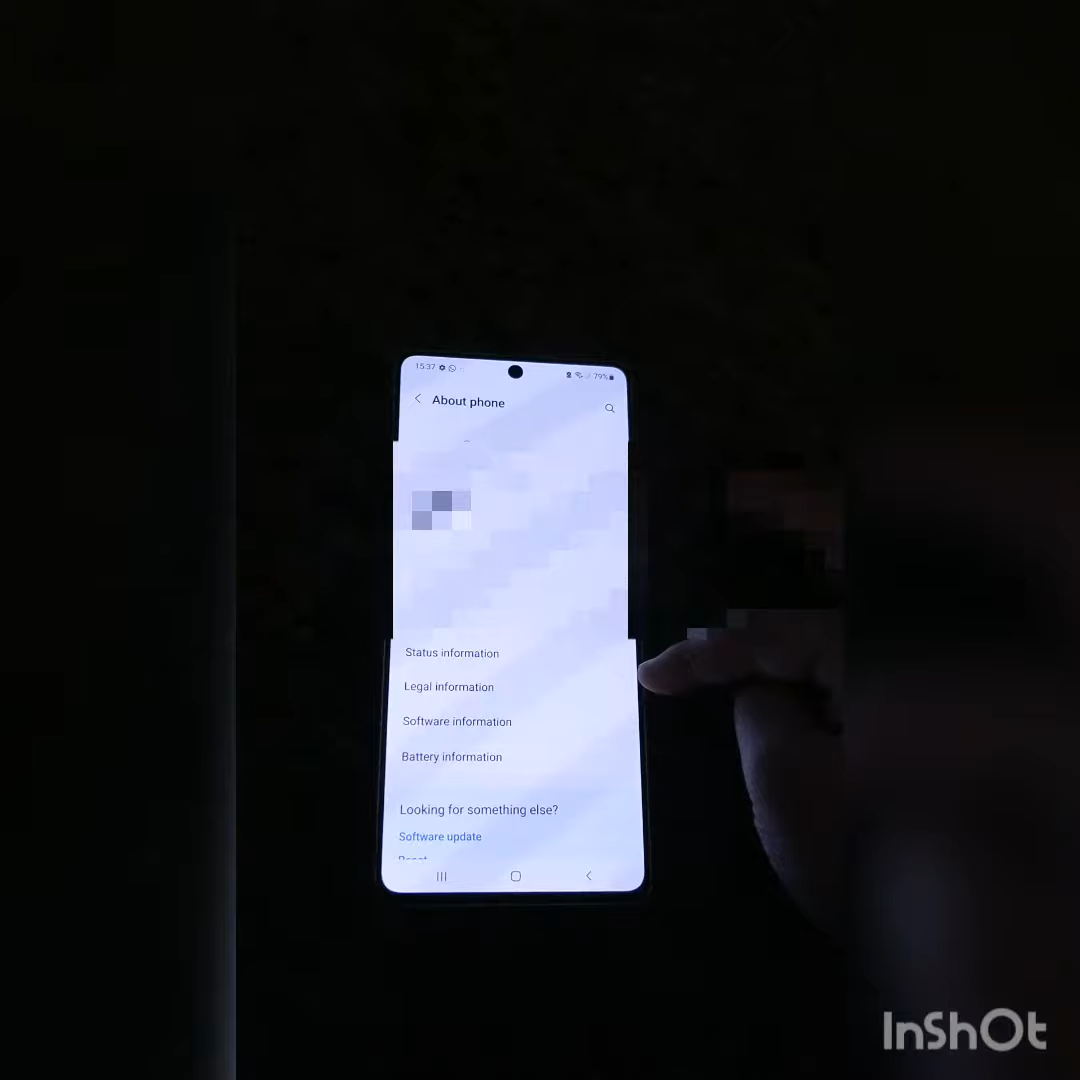 15:37
79%
About phone
Status information
Legal information
Software information
Battery information
Looking for something else?
Software update
Reset
InShOt